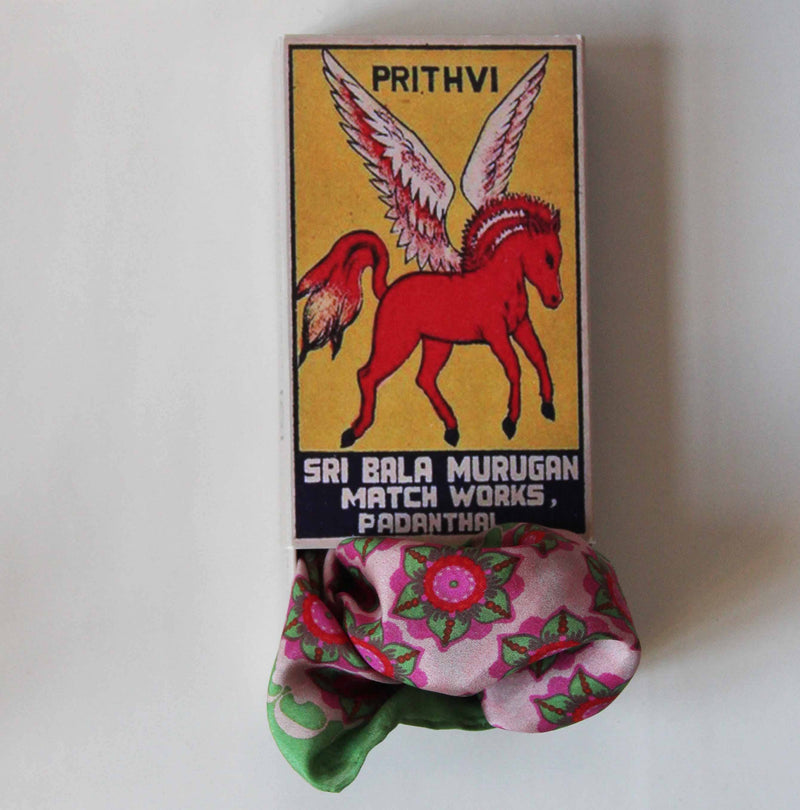 PRITHVI
SRI BALA MURUGAN
MATCH WORKS,
PADANTHAL